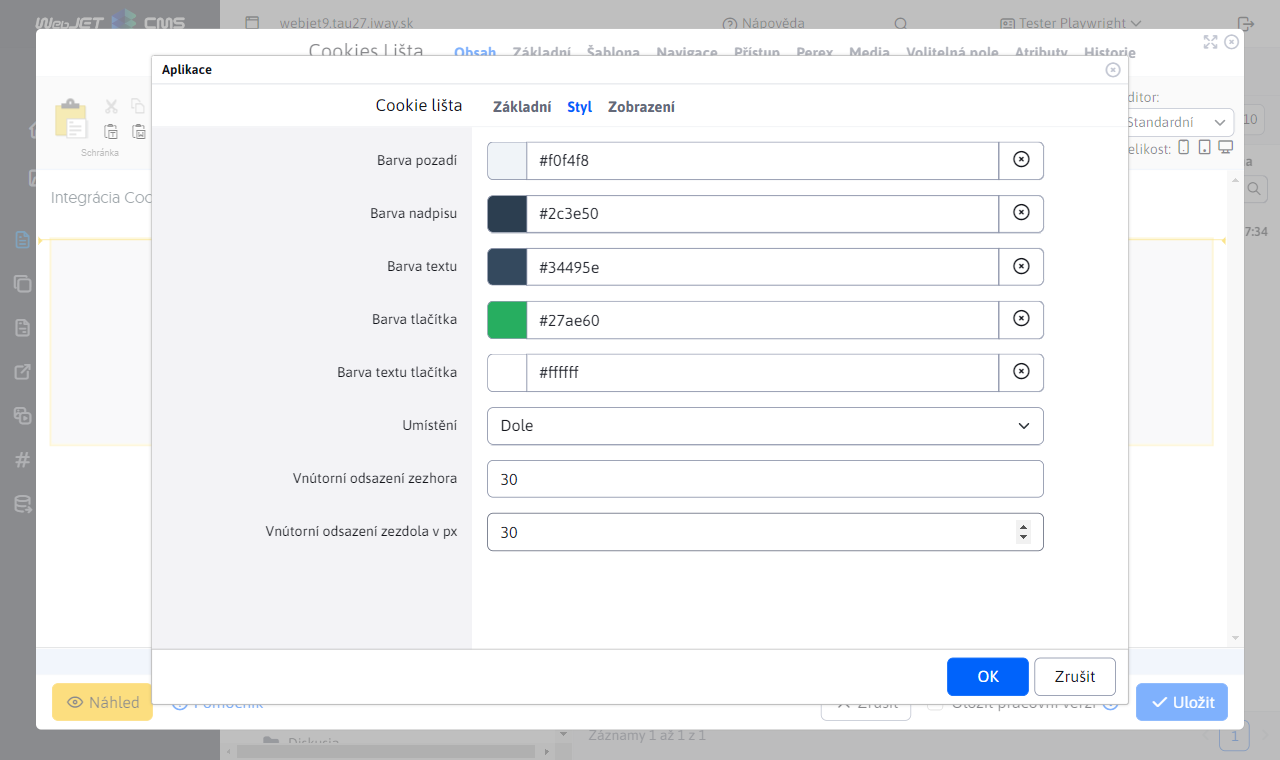 WebJET CMS
webjet9.tau27.iway.sk
Nápověda
Tester Playwright
Cookies Lišta
Obsah Základní Šablona Navigace Přístup Perex Media Volitelná pole Atributy Historie
Aplikace
Cookie lišta
Základní Styl Zobrazení
ditor:
Standardní
10
Schránka
elikost:
Barva pozadí
#f0f4f8
Integrácia Coo
Barva nadpisu
#2c3e50
7:34
Barva textu
#34495e
Barva tlačítka
#27ae60
Barva textu tlačítka
#ffffff
Umístění
Dole
Vnútorní odsazení zezhora
30
Vnútorní odsazení zezdola v px
30
OK
Zrušit
Náhled
Pomocník
Zrušit
Uložit pracovní verzi
Uložit
Diskusia
Záznamy 1 až 1 z 1
1